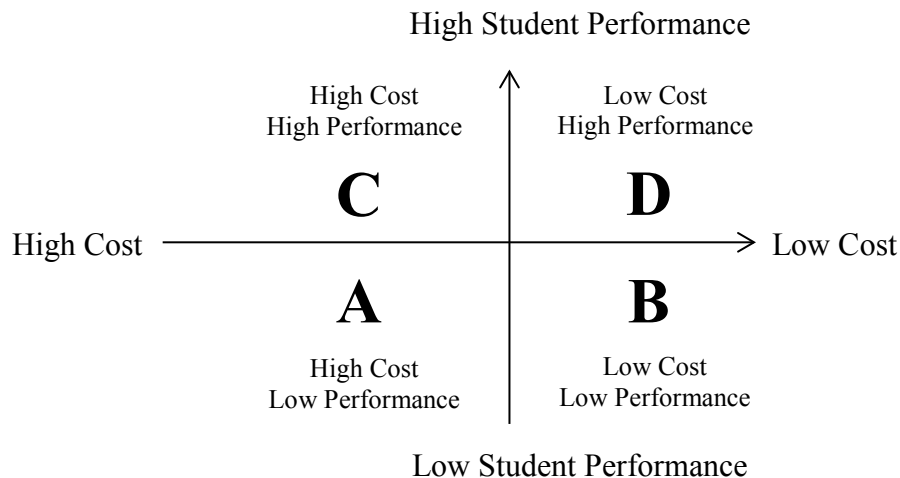 High Student Performance
High Cost
High Performance
Low Cost
High Performance
C
D
High Cost
Low Cost
A
B
High Cost
Low Performance
Low Cost
Low Performance
Low Student Performance